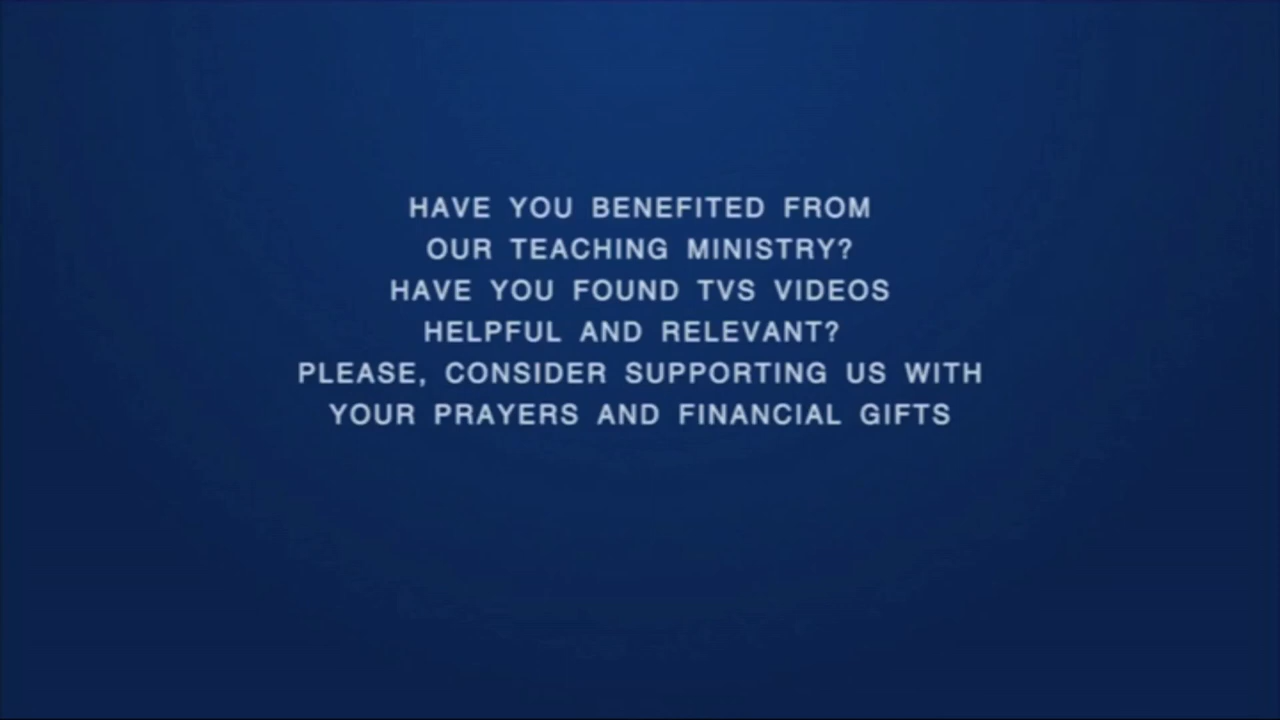 HAVE YOU BENEFITED FROM
OUR TEACHING MINISTRY?
HAVE YOU FOUND TVS VIDEOS
HELPFUL AND RELEVANT?
PLEASE, CONSIDER SUPPORTING US WITH
YOUR PRAYERS AND FINANCIAL GIFTS